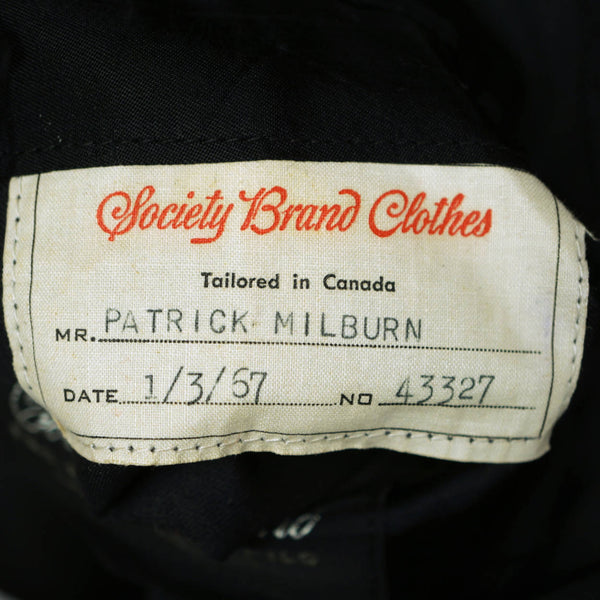 Society Brand Clothes
Tailored in Canada
MR. PATRICK MILBURN
DATE 1/3/67 NO 43327